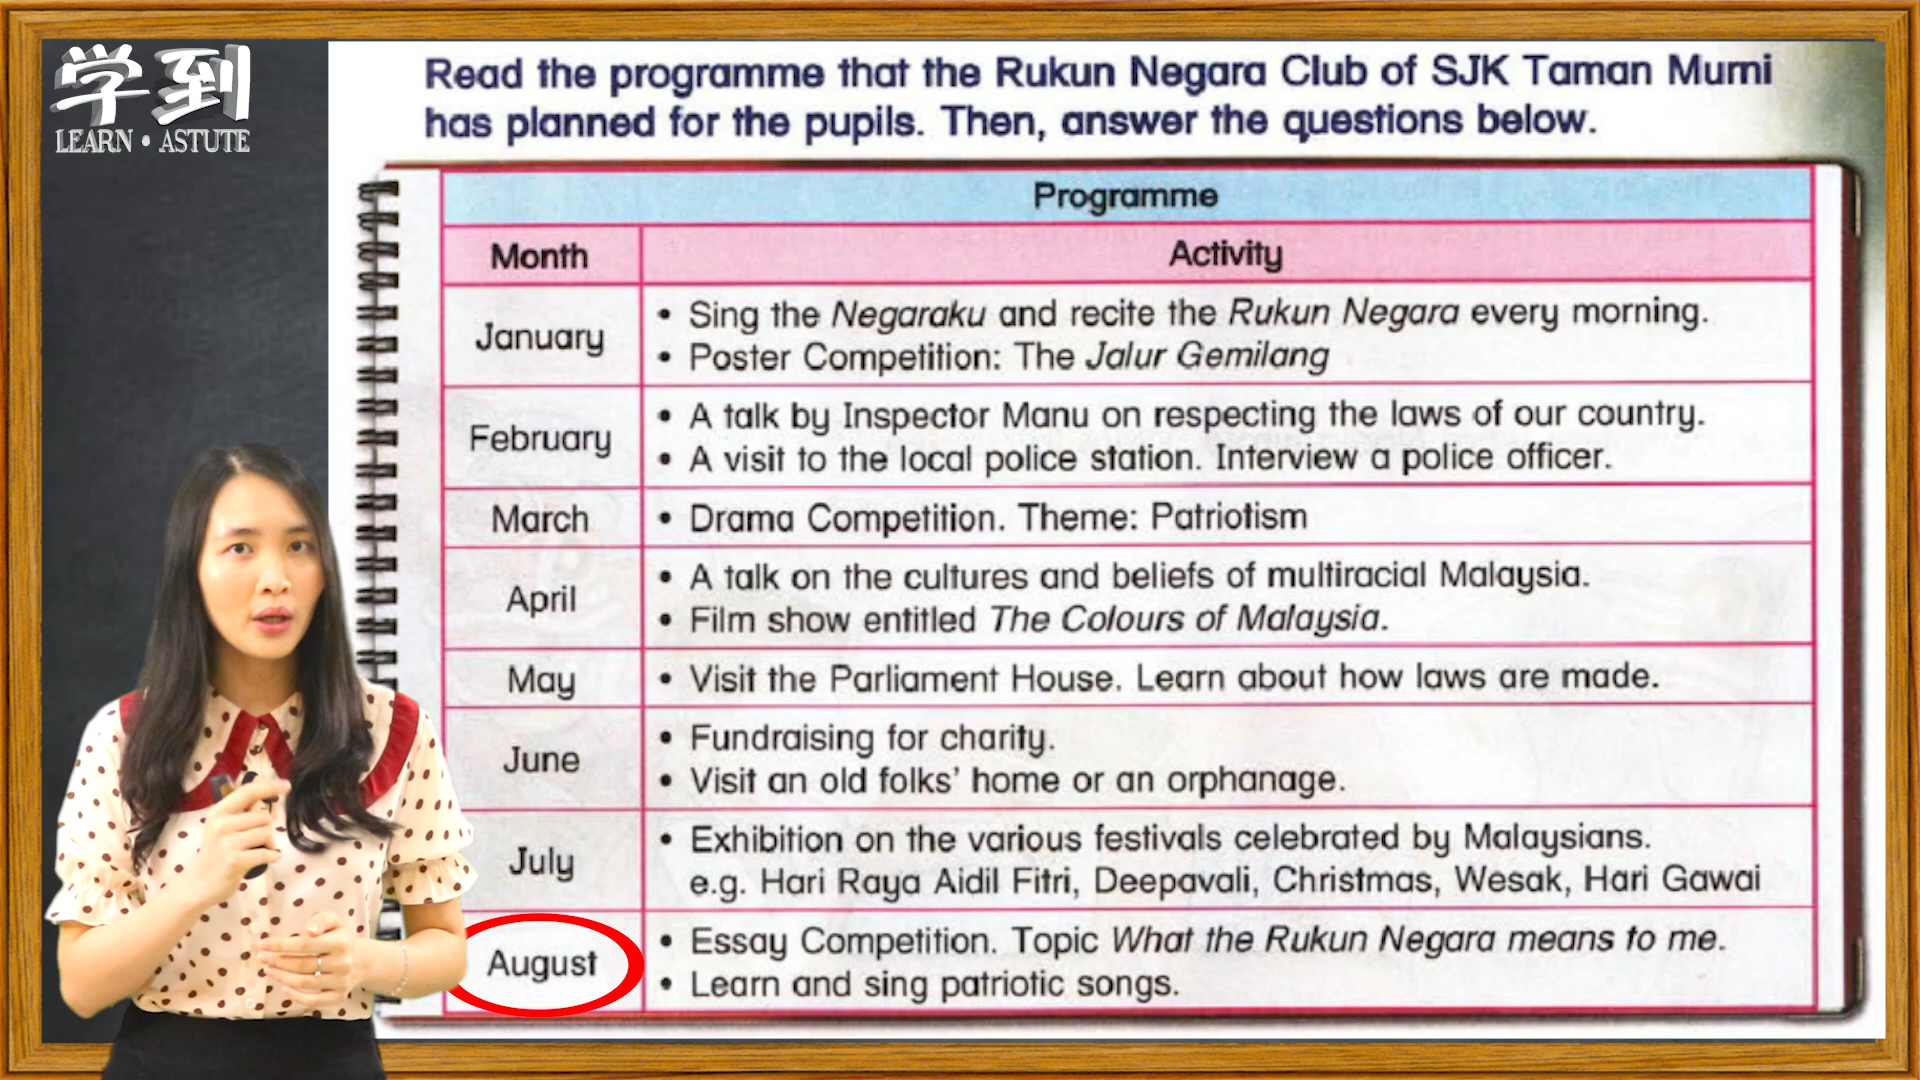 学到
LEARN • ASTUTE
Read the programme that the Rukun Negara Club of SJK Taman Murni
has planned for the pupils. Then, answer the questions below.
Programme
Month Activity
January
• Sing the Negaraku and recite the Rukun Negara every morning.
• Poster Competition: The Jalur Gemilang
February
• A talk by Inspector Manu on respecting the laws of our country.
• A visit to the local police station. Interview a police officer.
March
• Drama Competition. Theme: Patriotism
April
• A talk on the cultures and beliefs of multiracial Malaysia.
• Film show entitled The Colours of Malaysia.
May
• Visit the Parliament House. Learn about how laws are made.
June
• Fundraising for charity.
• Visit an old folks' home or an orphanage.
July
• Exhibition on the various festivals celebrated by Malaysians.
e.g. Hari Raya Aidil Fitri, Deepavali, Christmas, Wesak, Hari Gawai
August
• Essay Competition. Topic What the Rukun Negara means to me.
• Learn and sing patriotic songs.